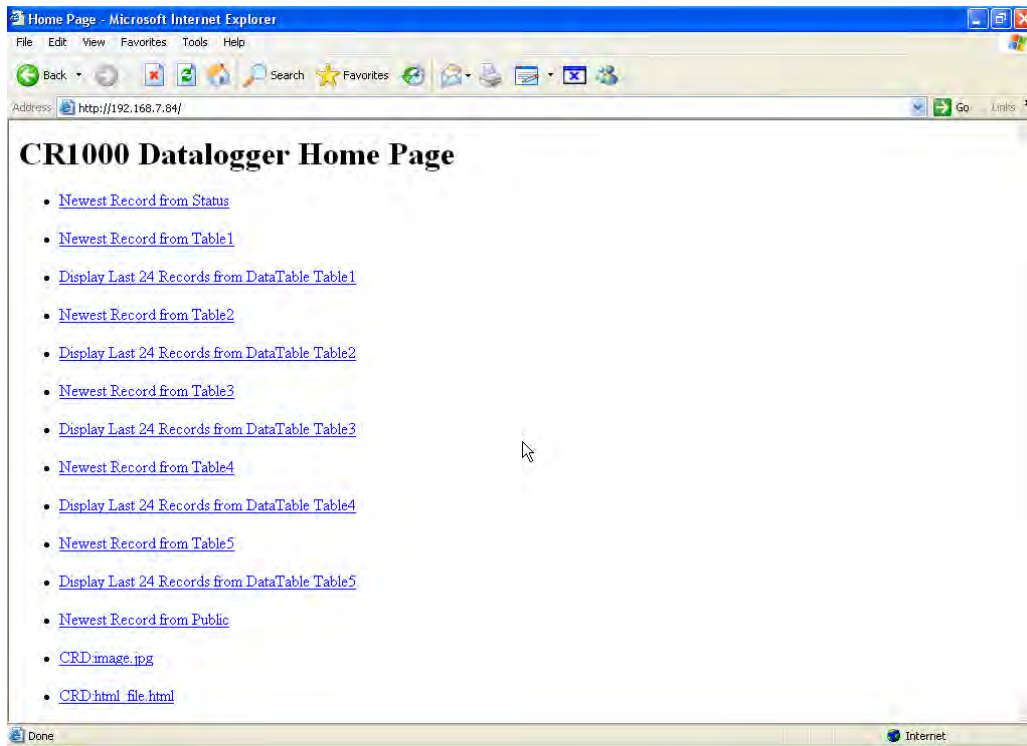 Home Page - Microsoft Internet Explorer
File Edit View Favorites Tools Help
Back Search Favorites
Address http://192.168.7.84/ Go Links
CR1000 Datalogger Home Page
Newest Record from Status
Newest Record from Table1
Display Last 24 Records from DataTable Table1
Newest Record from Table2
Display Last 24 Records from DataTable Table2
Newest Record from Table3
Display Last 24 Records from DataTable Table3
Newest Record from Table4
Display Last 24 Records from DataTable Table4
Newest Record from Table5
Display Last 24 Records from DataTable Table5
Newest Record from Public
CRD:image.jpg
CRD:html_file.html
Done Internet